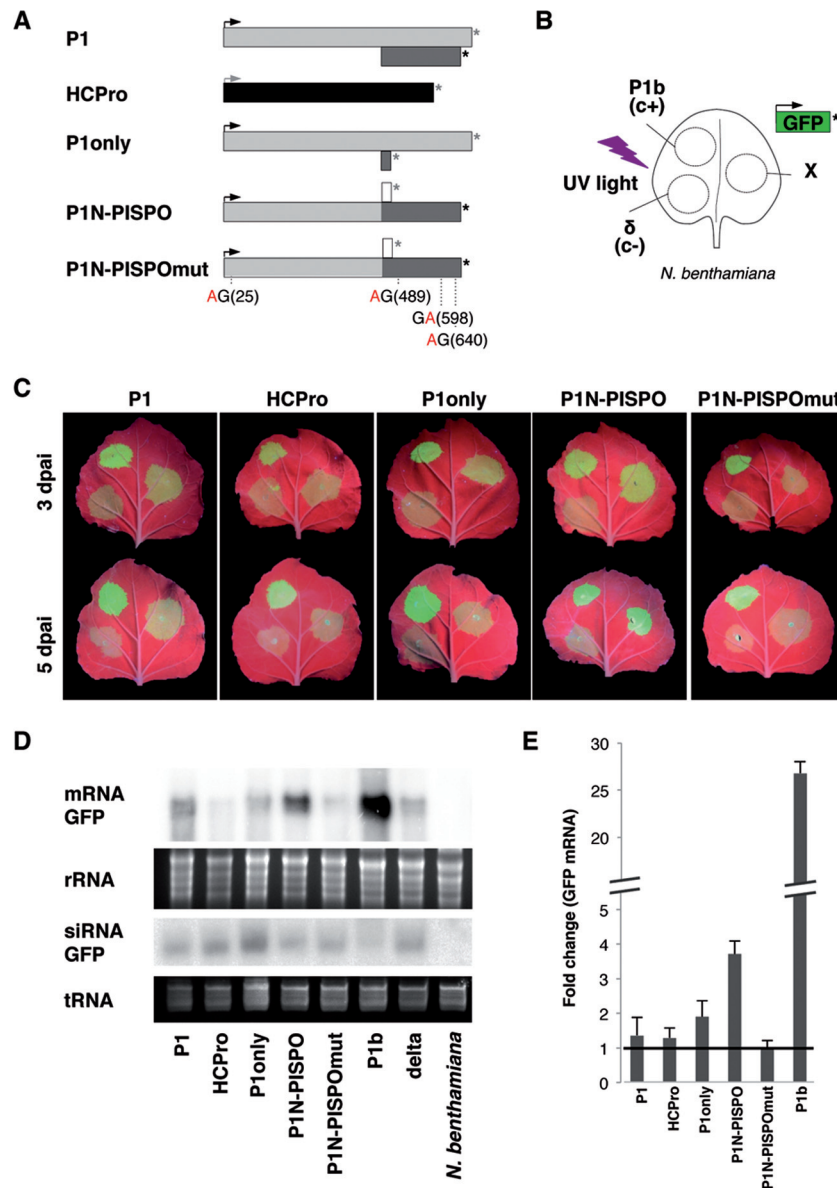 A
P1
*
*
HCPro
*
P1only
*
*
P1N-PISPO
*
*
P1N-PISPOmut
*
*
AG(25)
AG(489)
GA(598)
AG(640)
B
P1b
(c+)
GFP
*
UV light
X
δ
(c-)
N. benthamiana
C
P1
HCPro
P1only
P1N-PISPO
P1N-PISPOmut
3 dpai
5 dpai
D
mRNA
GFP
rRNA
siRNA
GFP
tRNA
P1
HCPro
P1only
P1N-PISPO
P1N-PISPOmut
P1b
delta
N. benthamiana
E
Fold change (GFP mRNA)
30
25
20
5
4
3
2
1
0
P1
HCPro
P1only
P1N-PISPO
P1N-PISPOmut
P1b